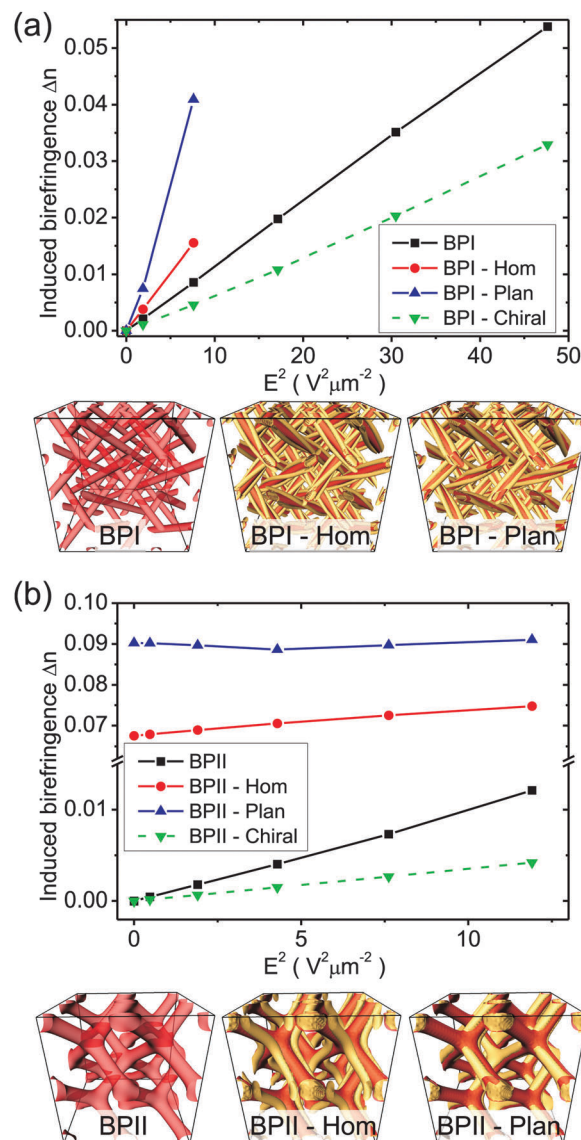 (a)
Induced birefringence Δn
0.05
0.04
0.03
0.02
0.01
0.00
BPI
BPI - Hom
BPI - Plan
BPI - Chiral
0 10 20 30 40 50
E² ( V²μm⁻² )
BPI BPI - Hom BPI - Plan
(b)
Induced birefringence Δn
0.10
0.09
0.08
0.07
0.01
0.00
BPII
BPII - Hom
BPII - Plan
BPII - Chiral
0 5 10
E² ( V²μm⁻² )
BPII BPII - Hom BPII - Plan